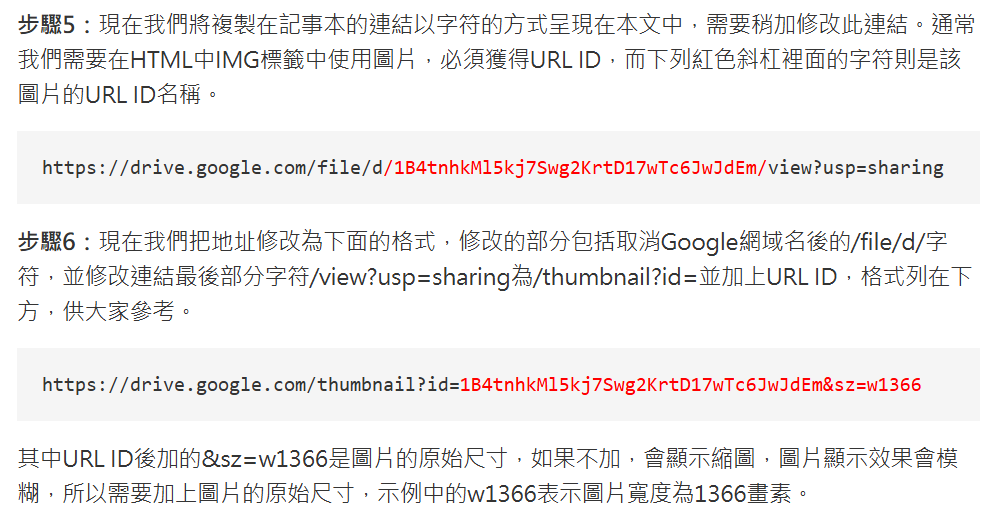 步驟5：現在我們將複製在記事本的連結以字符的方式呈現在本文中，需要稍加修改此連結。通常
我們需要在HTML中IMG標籤中使用圖片，必須獲得URL ID，而下列紅色斜杠裡面的字符則是該
圖片的URL ID名稱。
https://drive.google.com/file/d/1B4tnhkMl5kj7Swg2KrtD17wTc6JwJdEm/view?usp=sharing
步驟6：現在我們把地址修改為下面的格式，修改的部分包括取消Google網域名後的/file/d/字
符，並修改連結最後部分字符/view?usp=sharing為/thumbnail?id=並加上URL ID，格式列在下
方，供大家參考。
https://drive.google.com/thumbnail?id=1B4tnhkMl5kj7Swg2KrtD17wTc6JwJdEm&sz=w1366
其中URL ID後加的&sz=w1366是圖片的原始尺寸，如果不加，會顯示縮圖，圖片顯示效果會模
糊，所以需要加上圖片的原始尺寸，示例中的w1366表示圖片寬度為1366畫素。